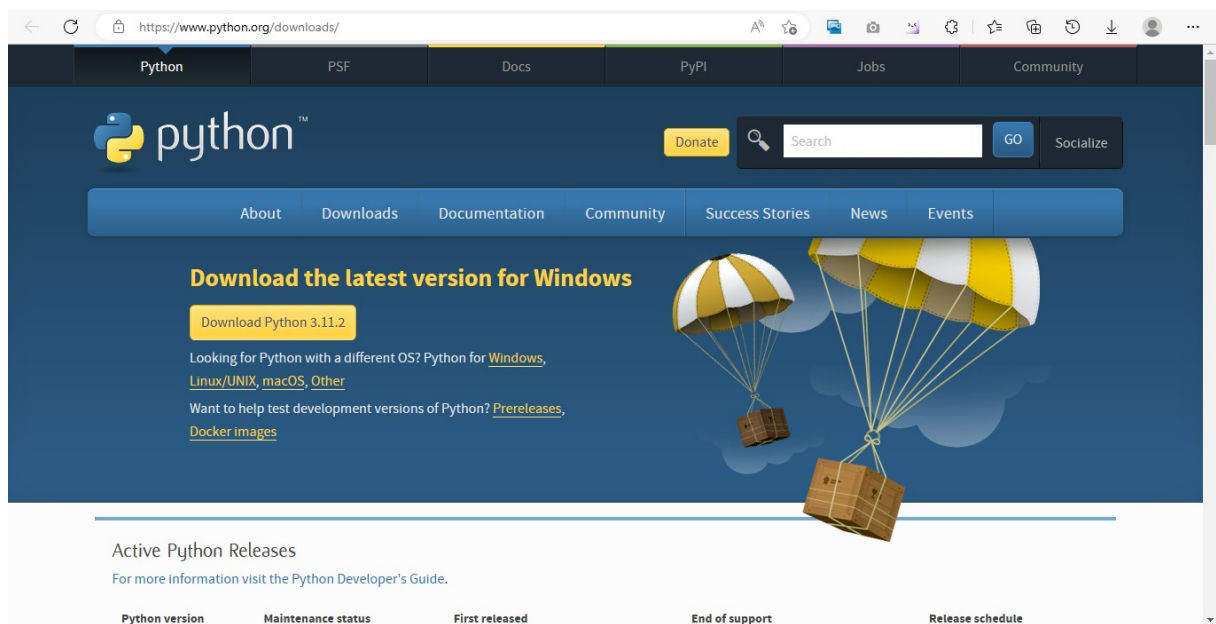 https://www.python.org/downloads/
Python PSF Docs PyPI Jobs Community
python™
Donate Search GO Socialize
About Downloads Documentation Community Success Stories News Events
Download the latest version for Windows
Download Python 3.11.2
Looking for Python with a different OS? Python for Windows,
Linux/UNIX, macOS, Other
Want to help test development versions of Python? Prereleases,
Docker images
Active Python Releases
For more information visit the Python Developer's Guide.
Python version Maintenance status First released End of support Release schedule